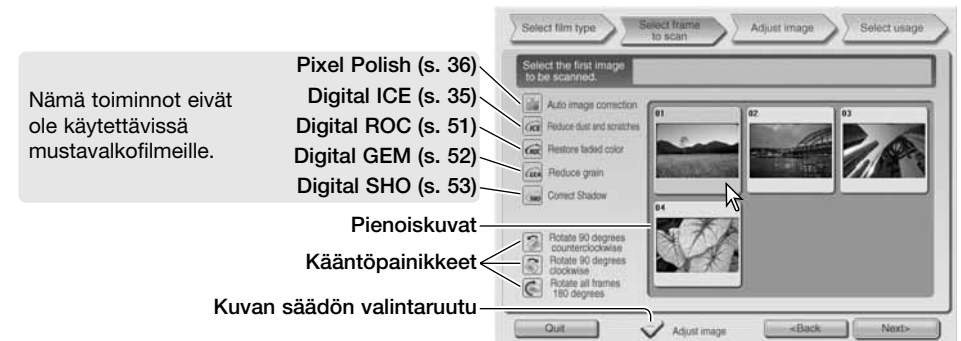 Nämä toiminnot eivät
ole käytettävissä
mustavalkofilmeille.
Pixel Polish (s. 36)
Digital ICE (s. 35)
Digital ROC (s. 51)
Digital GEM (s. 52)
Digital SHO (s. 53)
Pienoiskuvat
Kääntöpainikkeet
Kuvan säädön valintaruutu
Select film type
Select frame
to scan
Adjust image
Select usage
Select the first image
to be scanned.
Auto image correction
ICE
Reduce dust and scratches
ROC
Restore faded color
GEM
Reduce grain
SHO
Correct Shadow
01
02
03
04
Rotate 90 degrees
counterclockwise
Rotate 90 degrees
clockwise
Rotate all frames
180 degrees
Quit
Adjust image
<Back
Next>